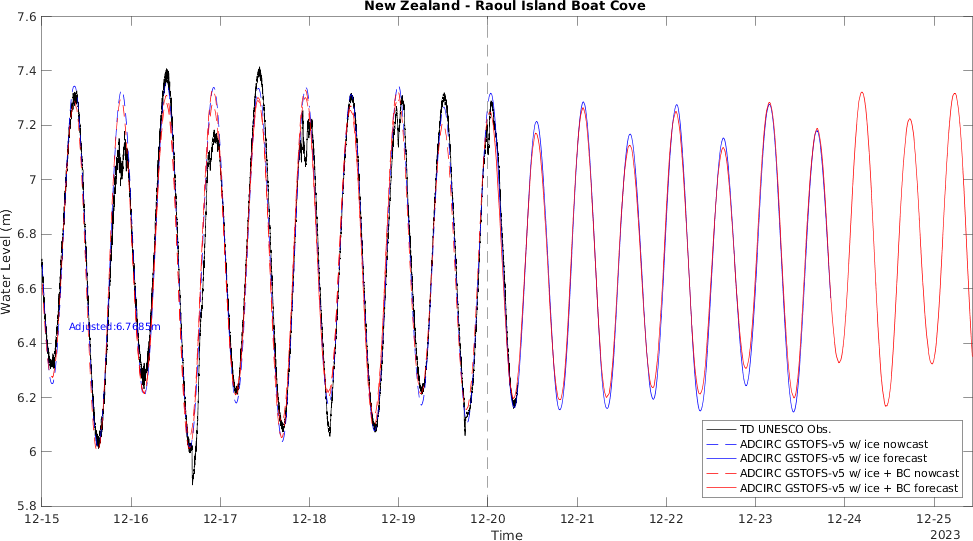 New Zealand - Raoul Island Boat Cove
Water Level (m)
7.6
7.4
7.2
7
6.8
6.6
6.4
6.2
6
5.8
Adjusted:6.7685m
TD UNESCO Obs.
ADCIRC GSTOFS-v5 w/ ice nowcast
ADCIRC GSTOFS-v5 w/ ice forecast
ADCIRC GSTOFS-v5 w/ ice + BC nowcast
ADCIRC GSTOFS-v5 w/ ice + BC forecast
12-15 12-16 12-17 12-18 12-19 12-20 12-21 12-22 12-23 12-24 12-25
2023
Time